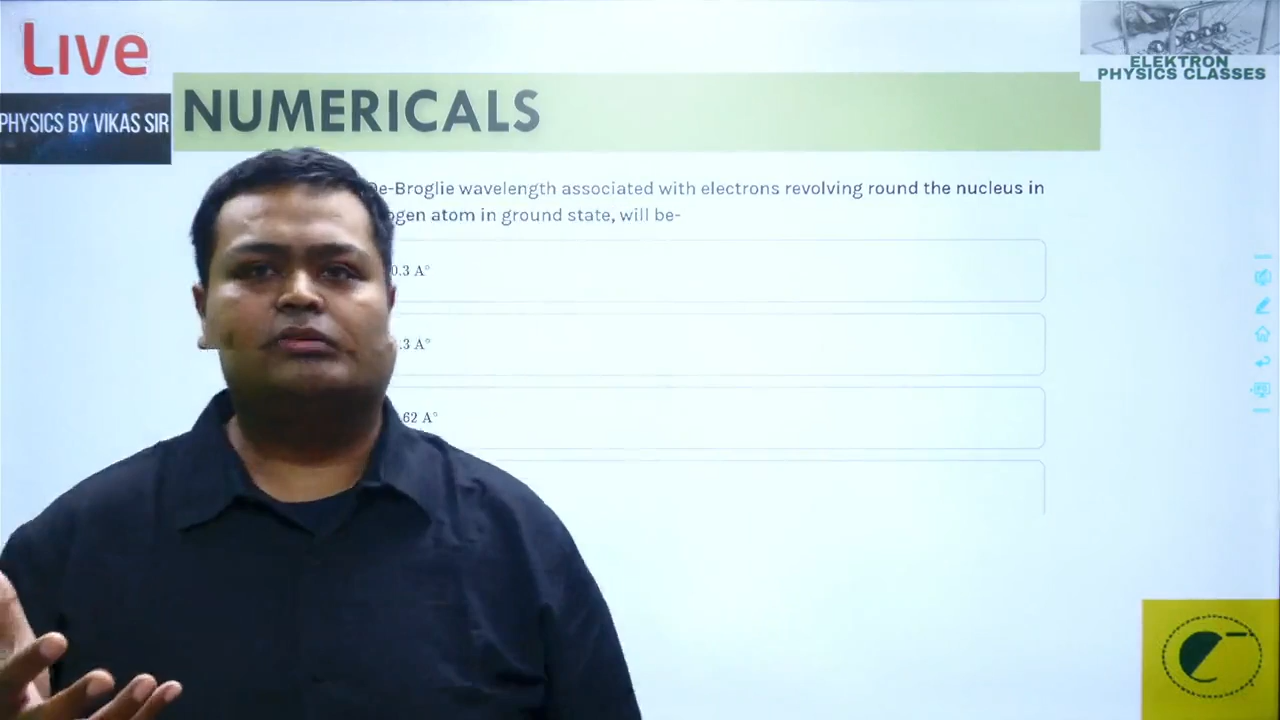 Live
ELEKTRON
PHYSICS CLASSES
PHYSICS BY VIKAS SIR
NUMERICALS
De-Broglie wavelength associated with electrons revolving round the nucleus in
ogen atom in ground state, will be-
0.3 A°
.3 A°
.62 A°